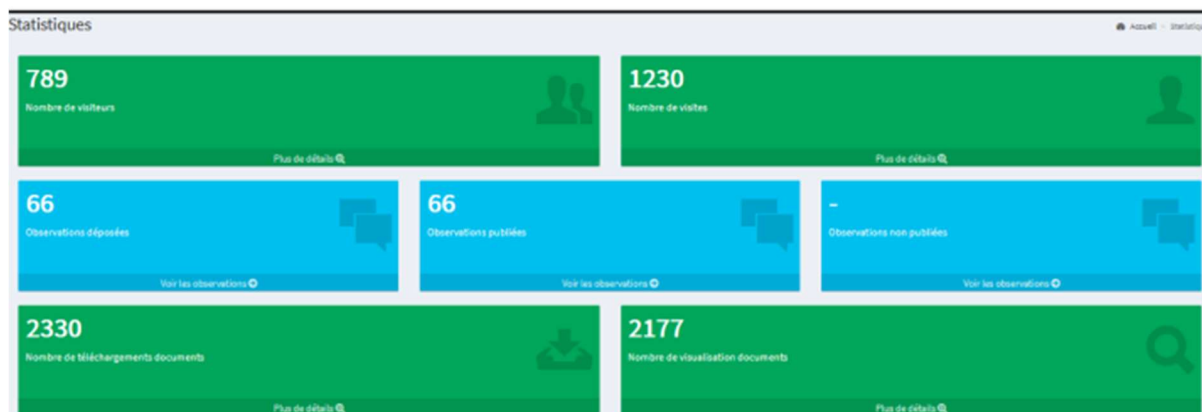 Statistiques
Accueil > Statistiqu
789
Nombre de visiteurs
Plus de détails
1230
Nombre de visites
Plus de détails
66
Observations déposées
Voir les observations
66
Observations publiées
Voir les observations
-
Observations non publiées
Voir les observations
2330
Nombre de téléchargements documents
Plus de détails
2177
Nombre de visualisation documents
Plus de détails